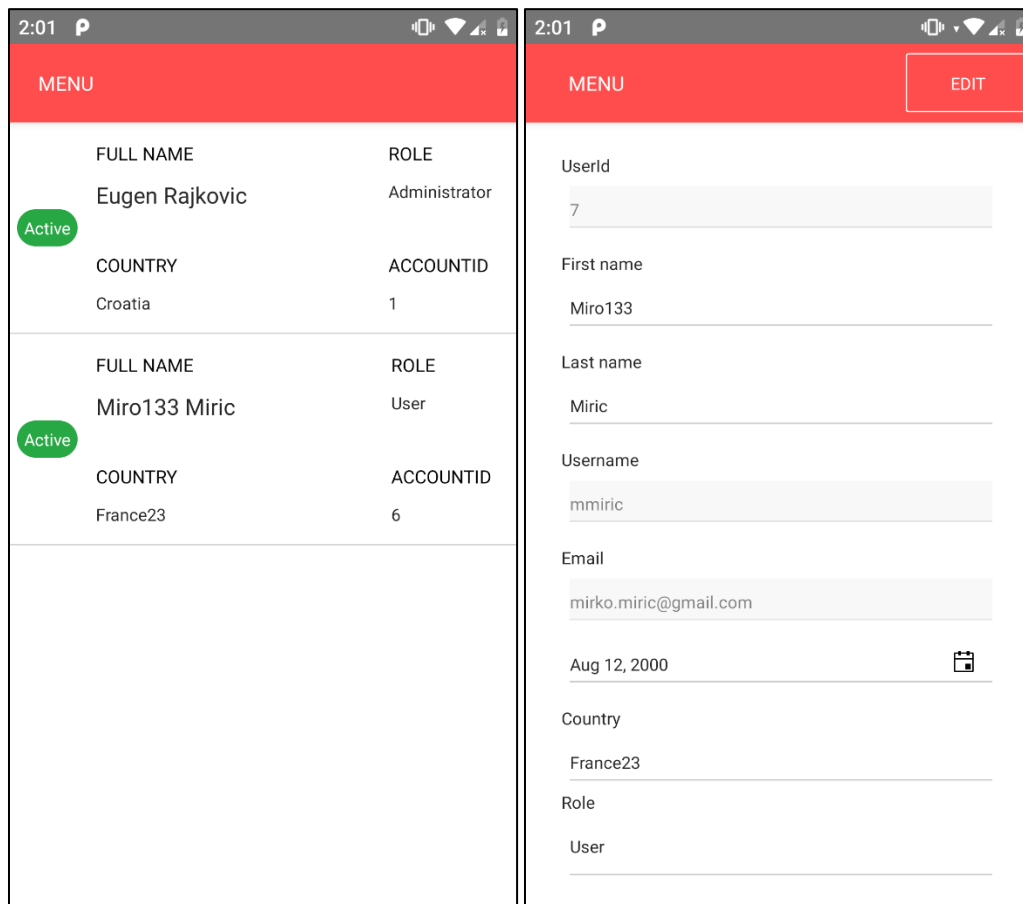 2:01
MENU
FULL NAME ROLE
Eugen Rajkovic Administrator
Active
COUNTRY ACCOUNTID
Croatia 1
FULL NAME ROLE
Miro133 Miric User
Active
COUNTRY ACCOUNTID
France23 6
2:01
MENU EDIT
UserId
7
First name
Miro133
Last name
Miric
Username
mmiric
Email
mirko.miric@gmail.com
Aug 12, 2000
Country
France23
Role
User